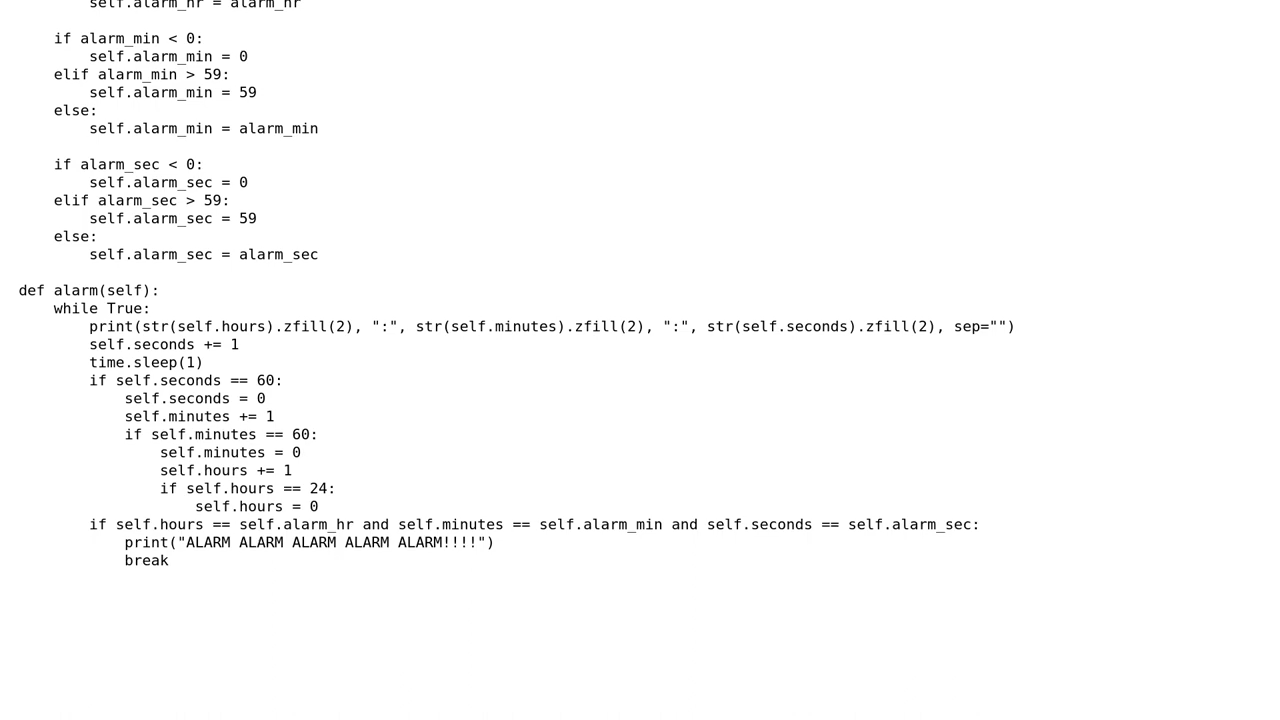 self.alarm_hr = alarm_hr

    if alarm_min < 0:
        self.alarm_min = 0
    elif alarm_min > 59:
        self.alarm_min = 59
    else:
        self.alarm_min = alarm_min

    if alarm_sec < 0:
        self.alarm_sec = 0
    elif alarm_sec > 59:
        self.alarm_sec = 59
    else:
        self.alarm_sec = alarm_sec

def alarm(self):
    while True:
        print(str(self.hours).zfill(2), ":", str(self.minutes).zfill(2), ":", str(self.seconds).zfill(2), sep="")
        self.seconds += 1
        time.sleep(1)
        if self.seconds == 60:
            self.seconds = 0
            self.minutes += 1
            if self.minutes == 60:
                self.minutes = 0
                self.hours += 1
                if self.hours == 24:
                    self.hours = 0
        if self.hours == self.alarm_hr and self.minutes == self.alarm_min and self.seconds == self.alarm_sec:
            print("ALARM ALARM ALARM ALARM ALARM!!!!")
            break